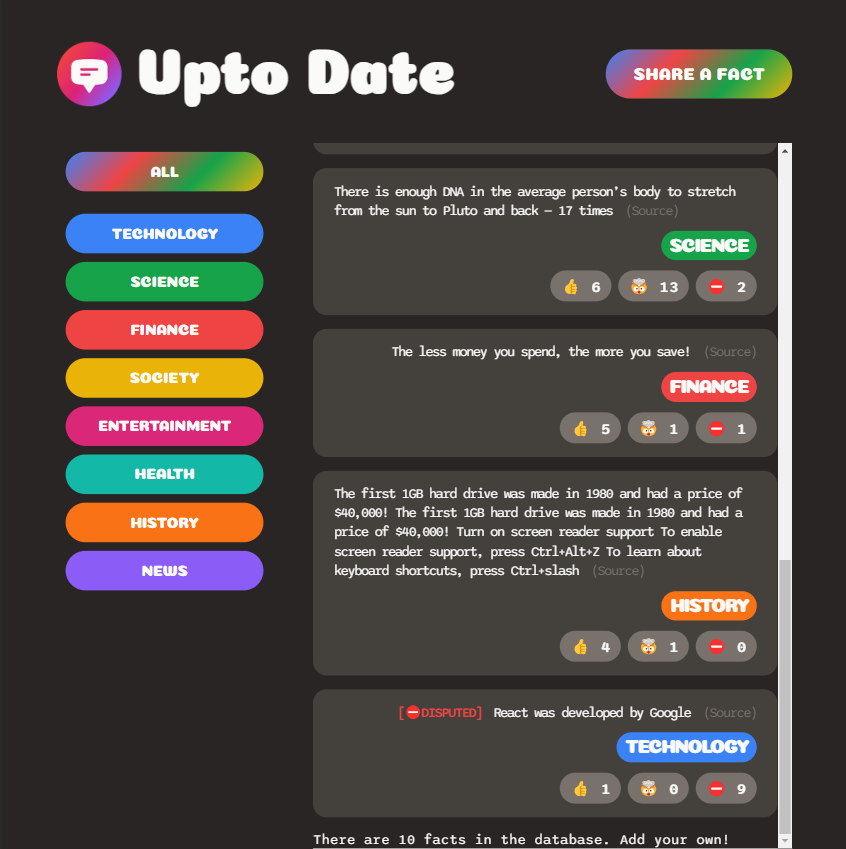 Upto Date
SHARE A FACT
ALL
TECHNOLOGY
SCIENCE
FINANCE
SOCIETY
ENTERTAINMENT
HEALTH
HISTORY
NEWS
There is enough DNA in the average person's body to stretch
from the sun to Pluto and back — 17 times (Source)
SCIENCE
👍 6 🤯 13 ⛔ 2
The less money you spend, the more you save! (Source)
FINANCE
👍 5 🤯 1 ⛔ 1
The first 1GB hard drive was made in 1980 and had a price of
$40,000! The first 1GB hard drive was made in 1980 and had a
price of $40,000! Turn on screen reader support To enable
screen reader support, press Ctrl+Alt+Z To learn about
keyboard shortcuts, press Ctrl+slash (Source)
HISTORY
👍 4 🤯 1 ⛔ 0
[⛔DISPUTED] React was developed by Google (Source)
TECHNOLOGY
👍 1 🤯 0 ⛔ 9
There are 10 facts in the database. Add your own!